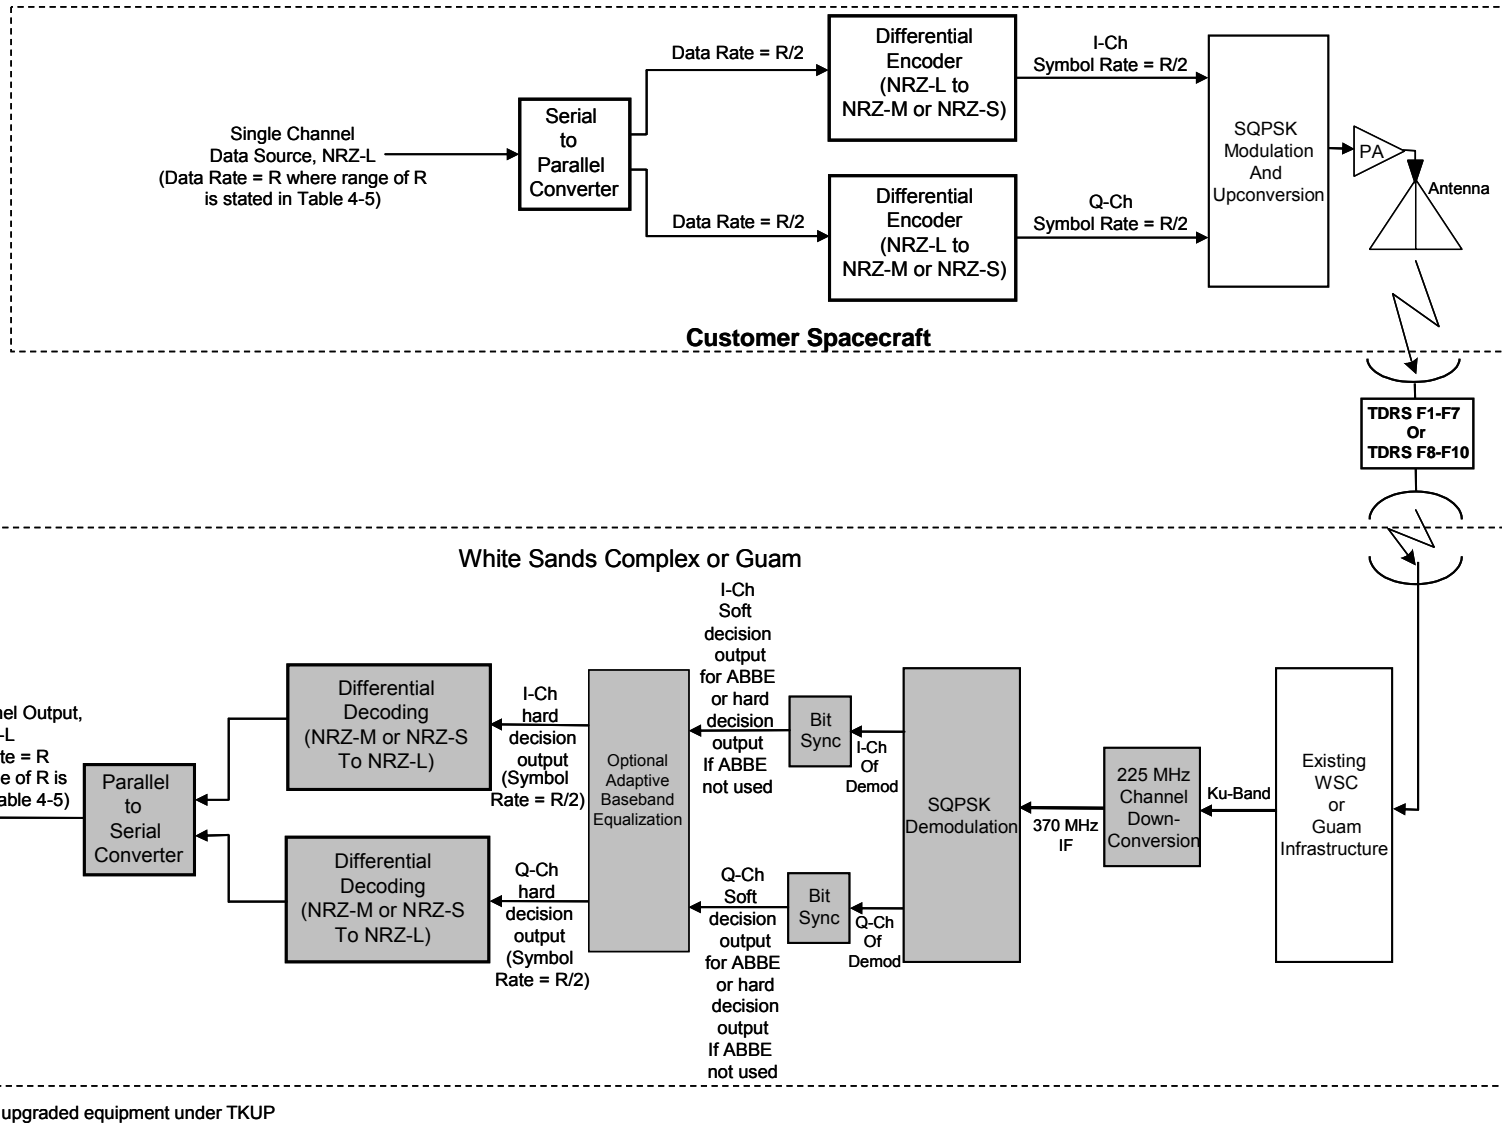 Single Channel
Data Source, NRZ-L
(Data Rate = R where range of R
is stated in Table 4-5)
Serial
to
Parallel
Converter
Data Rate = R/2
Data Rate = R/2
Differential
Encoder
(NRZ-L to
NRZ-M or NRZ-S)
Differential
Encoder
(NRZ-L to
NRZ-M or NRZ-S)
I-Ch
Symbol Rate = R/2
Q-Ch
Symbol Rate = R/2
SQPSK
Modulation
And
Upconversion
PA
Antenna
Customer Spacecraft
TDRS F1-F7
Or
TDRS F8-F10
White Sands Complex or Guam
Existing
WSC
or
Guam
Infrastructure
Ku-Band
225 MHz
Channel
Down-
Conversion
370 MHz
IF
SQPSK
Demodulation
I-Ch
Of
Demod
Q-Ch
Of
Demod
Bit
Sync
Bit
Sync
I-Ch
Soft
decision
output
for ABBE
or hard
decision
output
If ABBE
not used
Q-Ch
Soft
decision
output
for ABBE
or hard
decision
output
If ABBE
not used
Optional
Adaptive
Baseband
Equalization
I-Ch
hard
decision
output
(Symbol
Rate = R/2)
Q-Ch
hard
decision
output
(Symbol
Rate = R/2)
Differential
Decoding
(NRZ-M or NRZ-S
To NRZ-L)
Differential
Decoding
(NRZ-M or NRZ-S
To NRZ-L)
Parallel
to
Serial
Converter
nel Output,
-L
te = R
e of R is
able 4-5)
upgraded equipment under TKUP